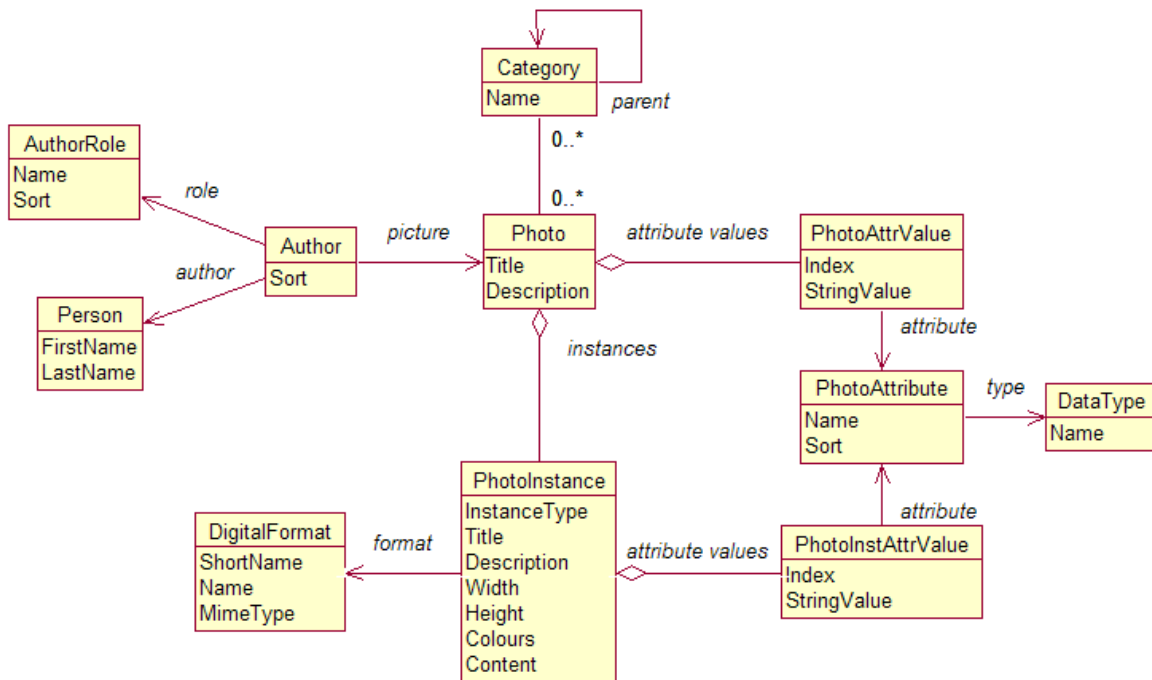 Category
Name
parent
0..*
0..*
AuthorRole
Name
Sort
role
Author
Sort
author
Person
FirstName
LastName
picture
Photo
Title
Description
attribute values
PhotoAttrValue
Index
StringValue
attribute
instances
PhotoAttribute
Name
Sort
type
DataType
Name
PhotoInstance
InstanceType
Title
Description
Width
Height
Colours
Content
format
DigitalFormat
ShortName
Name
MimeType
attribute values
attribute
PhotoInstAttrValue
Index
StringValue